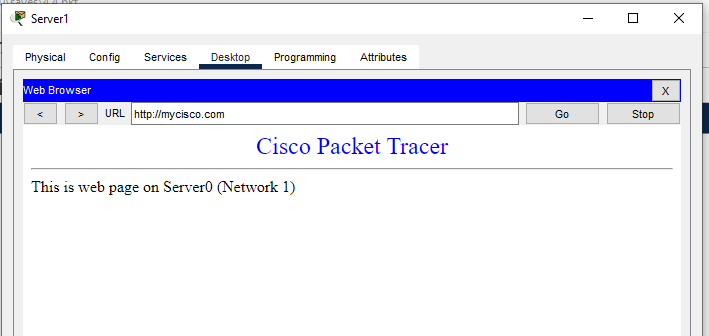 Server1
Physical Config Services Desktop Programming Attributes
Web Browser X
< > URL http://mycisco.com Go Stop
Cisco Packet Tracer
This is web page on Server0 (Network 1)